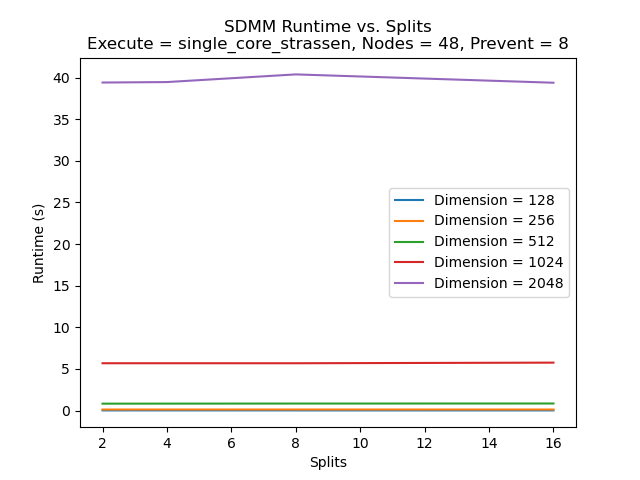 SDMM Runtime vs. Splits
Execute = single_core_strassen, Nodes = 48, Prevent = 8
40
35
30
25
20
15
10
5
0
Runtime (s)
Dimension = 128
Dimension = 256
Dimension = 512
Dimension = 1024
Dimension = 2048
2 4 6 8 10 12 14 16
Splits